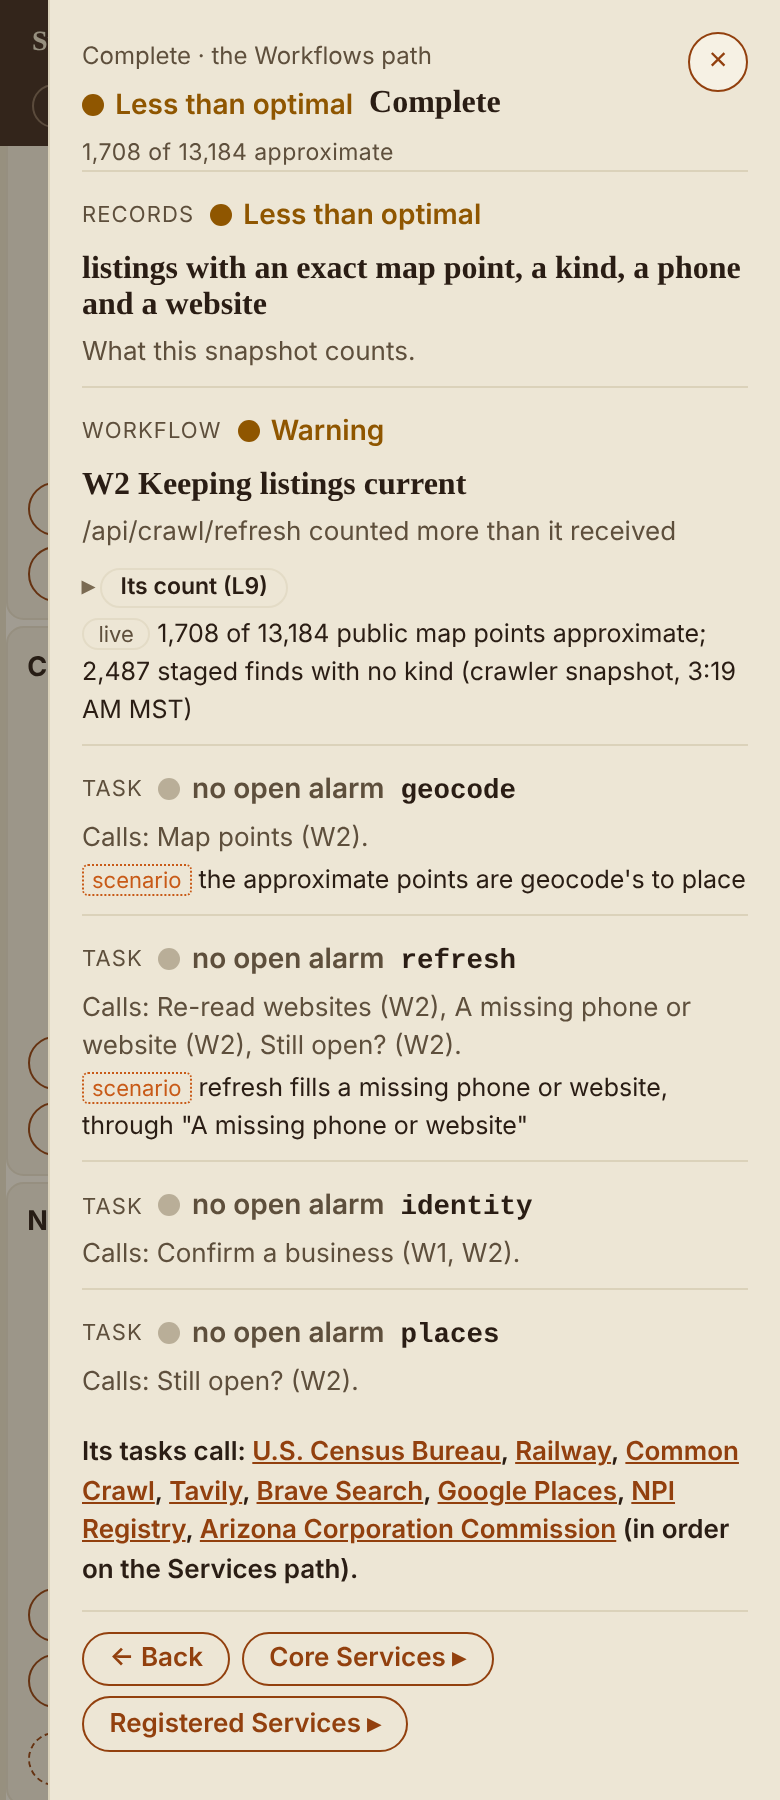 S
Complete · the Workflows path
×
Less than optimal Complete
1,708 of 13,184 approximate
RECORDS Less than optimal
listings with an exact map point, a kind, a phone
and a website
What this snapshot counts.
WORKFLOW Warning
W2 Keeping listings current
/api/crawl/refresh counted more than it received
▸ Its count (L9)
live 1,708 of 13,184 public map points approximate;
2,487 staged finds with no kind (crawler snapshot, 3:19
AM MST)
C
TASK no open alarm geocode
Calls: Map points (W2).
scenario the approximate points are geocode's to place
TASK no open alarm refresh
Calls: Re-read websites (W2), A missing phone or
website (W2), Still open? (W2).
scenario refresh fills a missing phone or website,
through "A missing phone or website"
TASK no open alarm identity
N
Calls: Confirm a business (W1, W2).
TASK no open alarm places
Calls: Still open? (W2).
Its tasks call: U.S. Census Bureau, Railway, Common
Crawl, Tavily, Brave Search, Google Places, NPI
Registry, Arizona Corporation Commission (in order
on the Services path).
← Back Core Services ▸
Registered Services ▸